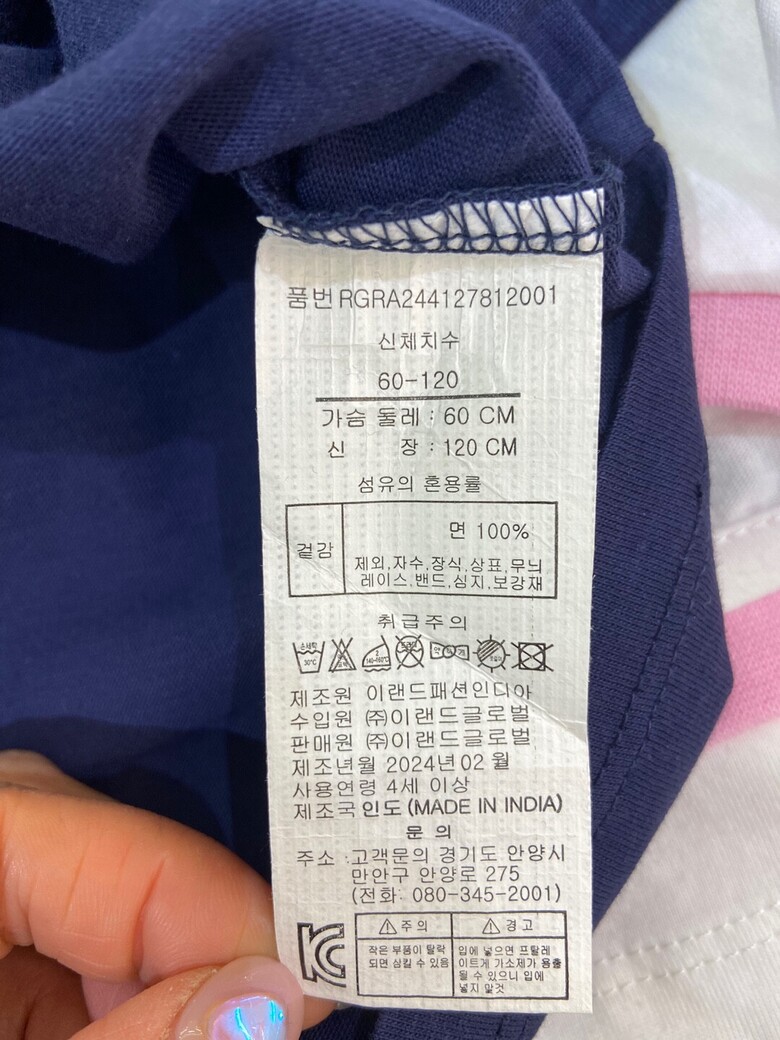 품번 RGRA244127812001
신체치수
60-120
가슴 둘레 : 60 CM
신 장 : 120 CM
섬유의 혼용률
겉감
면 100%
제외,자수,장식,상표,무늬
레이스,밴드,심지,보강재
취급주의
손세탁
30℃
약하게
제조원 이랜드패션인디아
수입원 ㈜이랜드글로벌
판매원 ㈜이랜드글로벌
제조년월 2024년 02 월
사용연령 4세 이상
제조국 인도 (MADE IN INDIA)
문 의
주소 : 고객문의 경기도 안양시
만안구 안양로 275
(전화: 080-345-2001)
주 의
작은 부품이 탈락
되면 삼킬 수 있음
경 고
입에 넣으면 프탈레
이트계 가소제가 용출
될 수 있으니 입에
넣지 말것